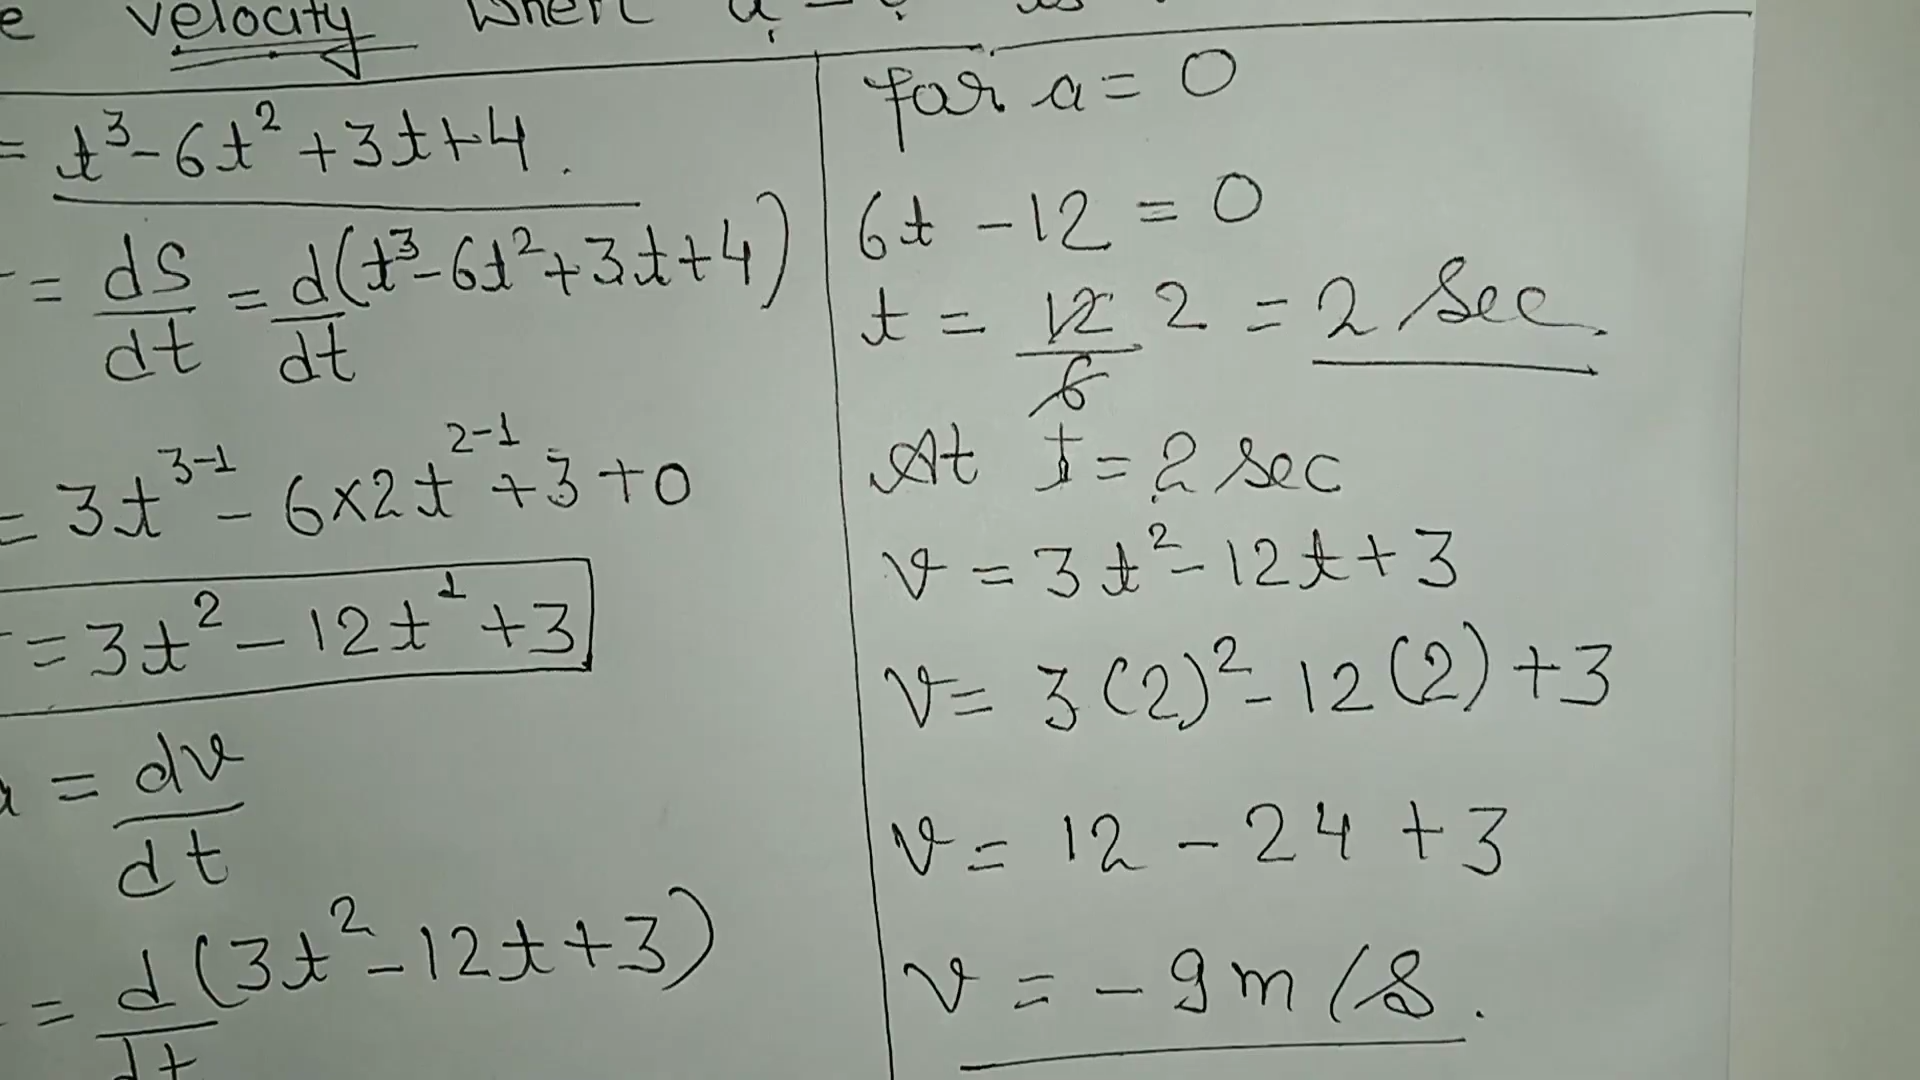 velocity when
= t³-6t²+3t+4.
= dS/dt = d/dt (t³-6t²+3t+4)
= 3t³⁻¹ - 6×2t²⁻¹+3+0
= 3t² - 12t¹ +3
= dv/dt
= d/dt (3t²-12t+3)
for a = 0
6t - 12 = 0
t = 12/6 2 = 2 Sec.
At t = 2 sec
v = 3t²-12t+3
v = 3(2)²-12(2)+3
v = 12 - 24 + 3
v = - 9m/s.